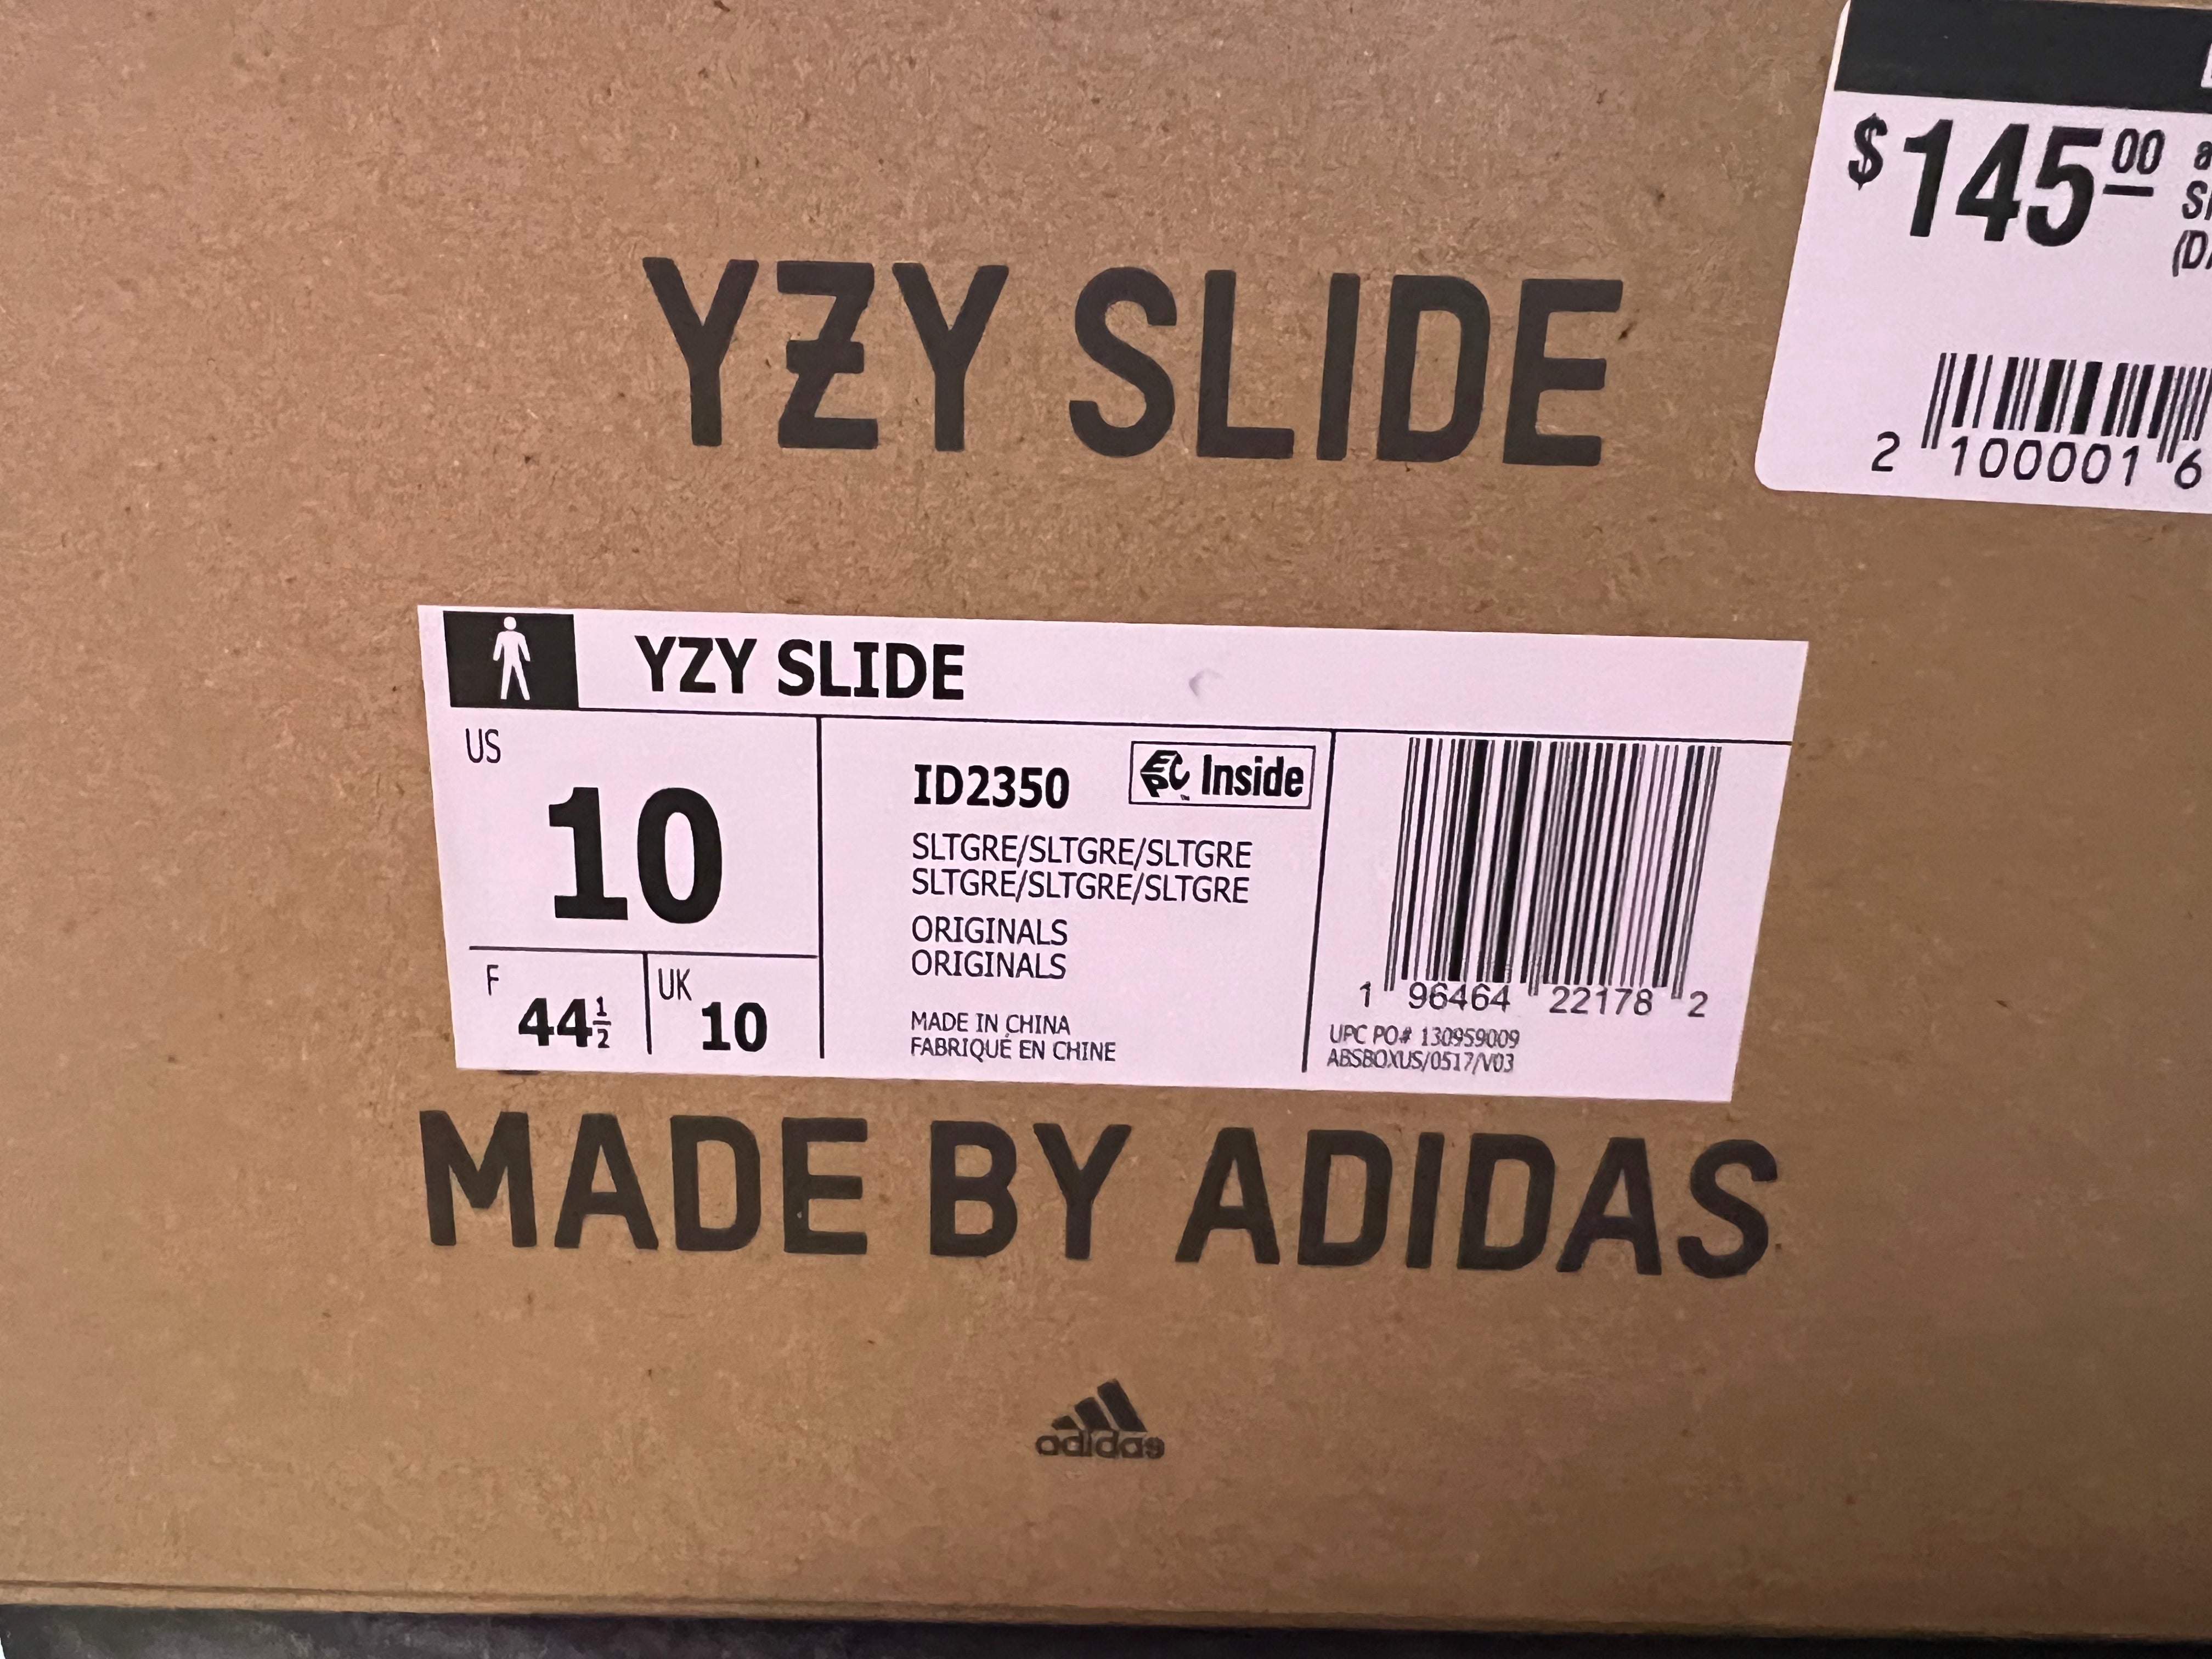 $145 00
2 100001 6
YZY SLIDE
YZY SLIDE
US
10
F
44½
UK
10
ID2350
EPC Inside
SLTGRE/SLTGRE/SLTGRE
SLTGRE/SLTGRE/SLTGRE
ORIGINALS
ORIGINALS
MADE IN CHINA
FABRIQUÉ EN CHINE
1 96464 22178 2
UPC PO# 130959009
ABSBOXUS/0517/V03
MADE BY ADIDAS
adidas